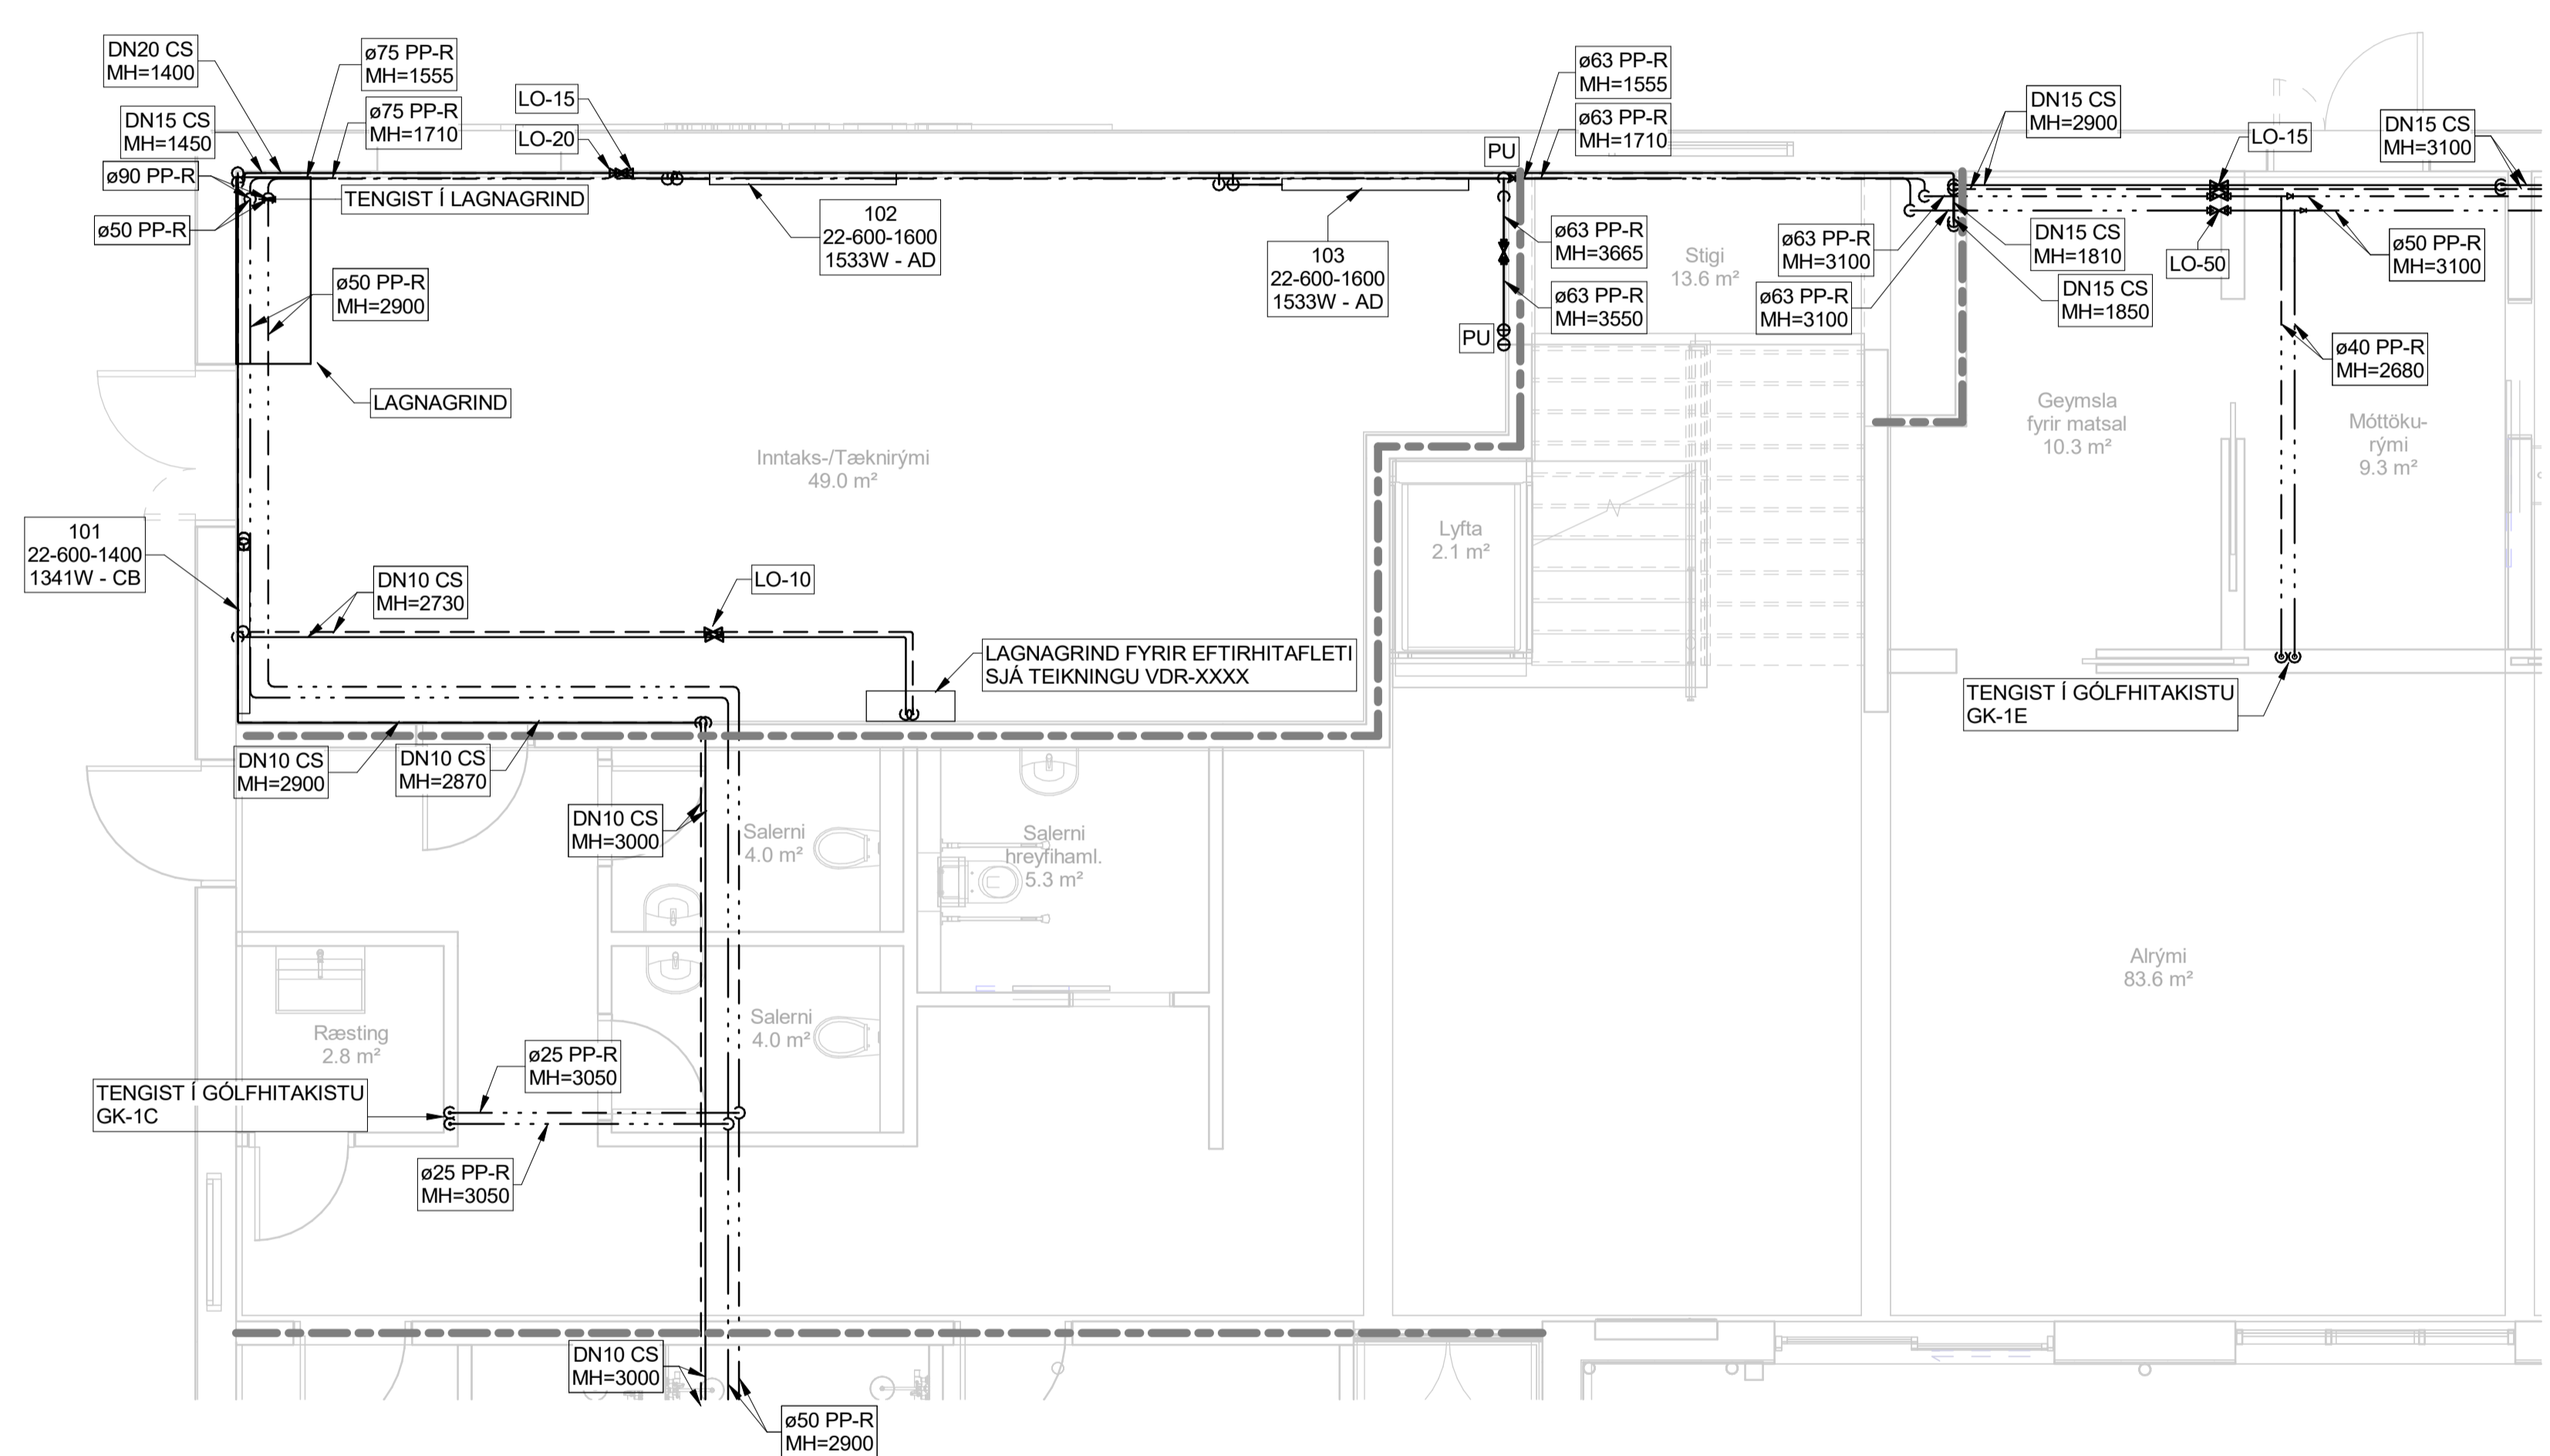 DN20 CS
MH=1400
ø75 PP-R
MH=1555
DN15 CS
MH=1450
ø75 PP-R
MH=1710
LO-15
LO-20
ø90 PP-R
TENGIST Í LAGNAGRIND
ø50 PP-R
ø50 PP-R
MH=2900
LAGNAGRIND
102
22-600-1600
1533W - AD
103
22-600-1600
1533W - AD
PU
ø63 PP-R
MH=1555
ø63 PP-R
MH=1710
ø63 PP-R
MH=3665
ø63 PP-R
MH=3550
PU
Stigi
13.6 m²
ø63 PP-R
MH=3100
ø63 PP-R
MH=3100
DN15 CS
MH=2900
LO-15
DN15 CS
MH=3100
DN15 CS
MH=1810
DN15 CS
MH=1850
LO-50
ø50 PP-R
MH=3100
ø40 PP-R
MH=2680
Geymsla
fyrir matsal
10.3 m²
Móttöku-
rými
9.3 m²
Inntaks-/Tæknirými
49.0 m²
Lyfta
2.1 m²
101
22-600-1400
1341W - CB
DN10 CS
MH=2730
LO-10
LAGNAGRIND FYRIR EFTIRHITAFLETI
SJÁ TEIKNINGU VDR-XXXX
TENGIST Í GÓLFHITAKISTU
GK-1E
DN10 CS
MH=2900
DN10 CS
MH=2870
DN10 CS
MH=3000
Salerni
4.0 m²
Salerni
hreyfihaml.
5.3 m²
Alrými
83.6 m²
Ræsting
2.8 m²
Salerni
4.0 m²
ø25 PP-R
MH=3050
TENGIST Í GÓLFHITAKISTU
GK-1C
ø25 PP-R
MH=3050
DN10 CS
MH=3000
ø50 PP-R
MH=2900